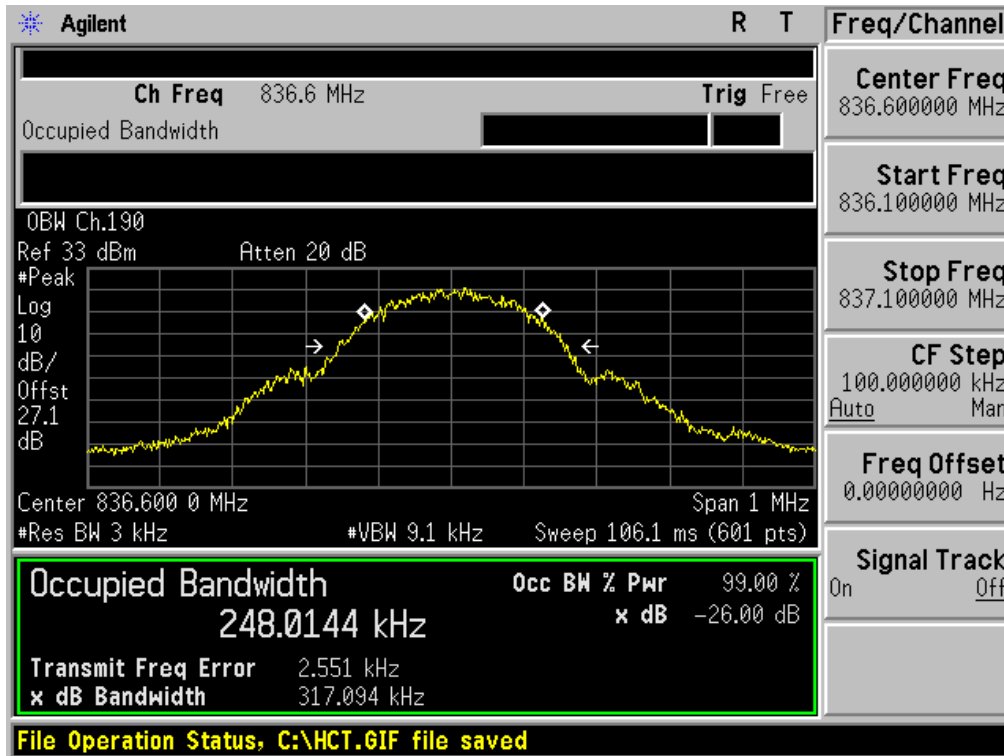 Agilent R T
Freq/Channel
Ch Freq 836.6 MHz Trig Free
Occupied Bandwidth
OBW Ch.190
Ref 33 dBm Atten 20 dB
#Peak
Log
10
dB/
Offst
27.1
dB
Center 836.600 0 MHz Span 1 MHz
#Res BW 3 kHz #VBW 9.1 kHz Sweep 106.1 ms (601 pts)
Occupied Bandwidth
248.0144 kHz
Occ BW % Pwr 99.00 %
x dB -26.00 dB
Transmit Freq Error 2.551 kHz
x dB Bandwidth 317.094 kHz
File Operation Status, C:\HCT.GIF file saved
Center Freq
836.600000 MHz
Start Freq
836.100000 MHz
Stop Freq
837.100000 MHz
CF Step
100.000000 kHz
Auto Man
Freq Offset
0.00000000 Hz
Signal Track
On Off